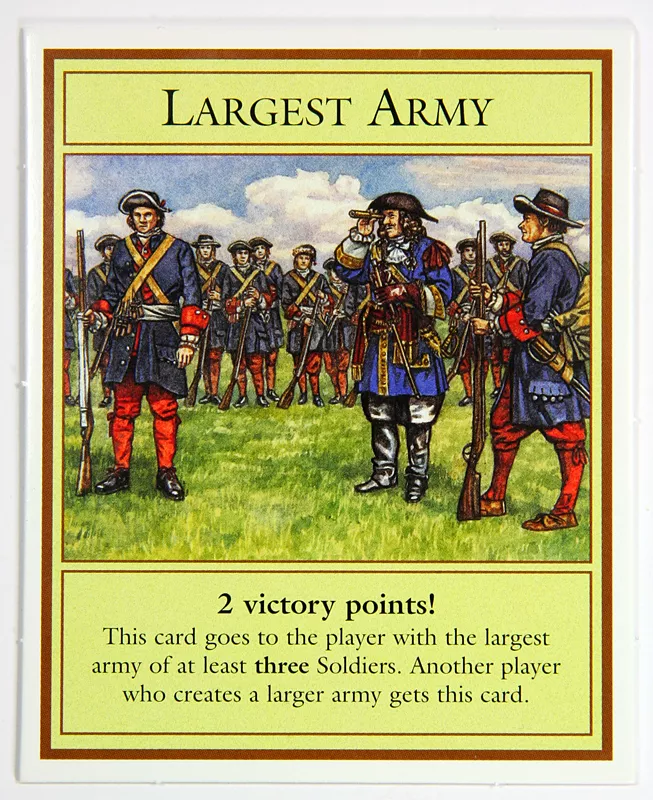 LARGEST ARMY
2 victory points!
This card goes to the player with the largest
army of at least three Soldiers. Another player
who creates a larger army gets this card.